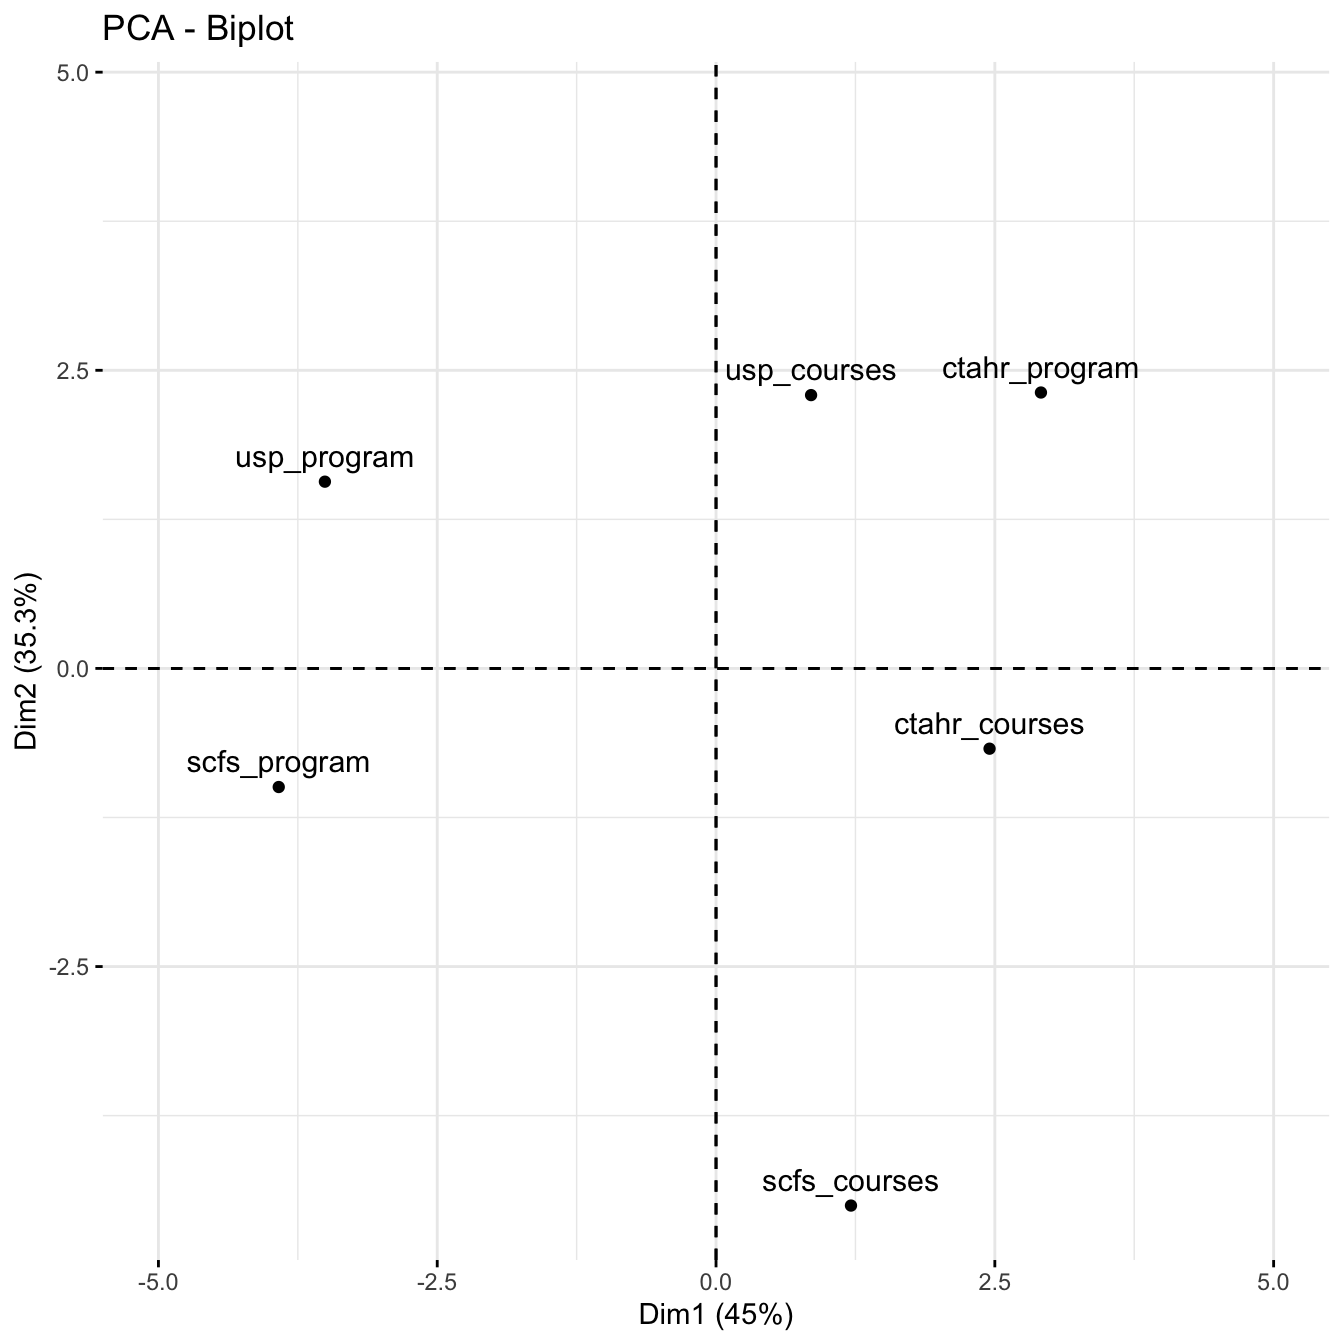 PCA - Biplot
5.0
2.5
0.0
-2.5
Dim2 (35.3%)
usp_courses
ctahr_program
usp_program
ctahr_courses
scfs_program
scfs_courses
-5.0
-2.5
0.0
2.5
5.0
Dim1 (45%)